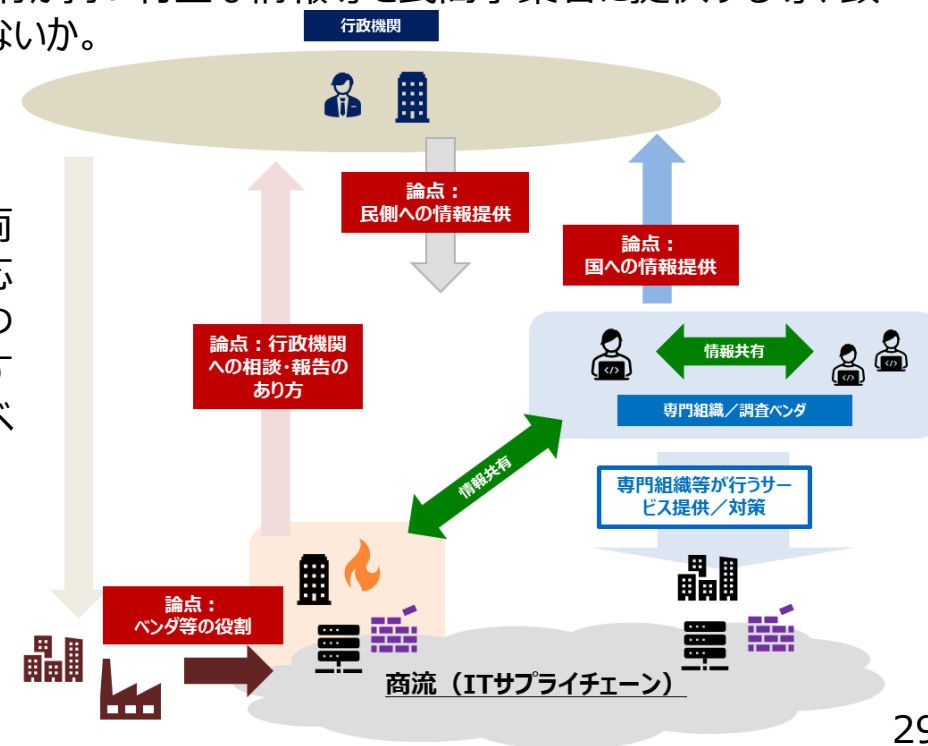 ないか。
行政機関
論点：
民側への情報提供
論点：
国への情報提供
論点：行政機関
への相談・報告の
あり方
情報共有
専門組織／調査ベンダ
情報共有
専門組織等が行うサー
ビス提供／対策
論点：
ベンダ等の役割
商流（ITサプライチェーン）
29